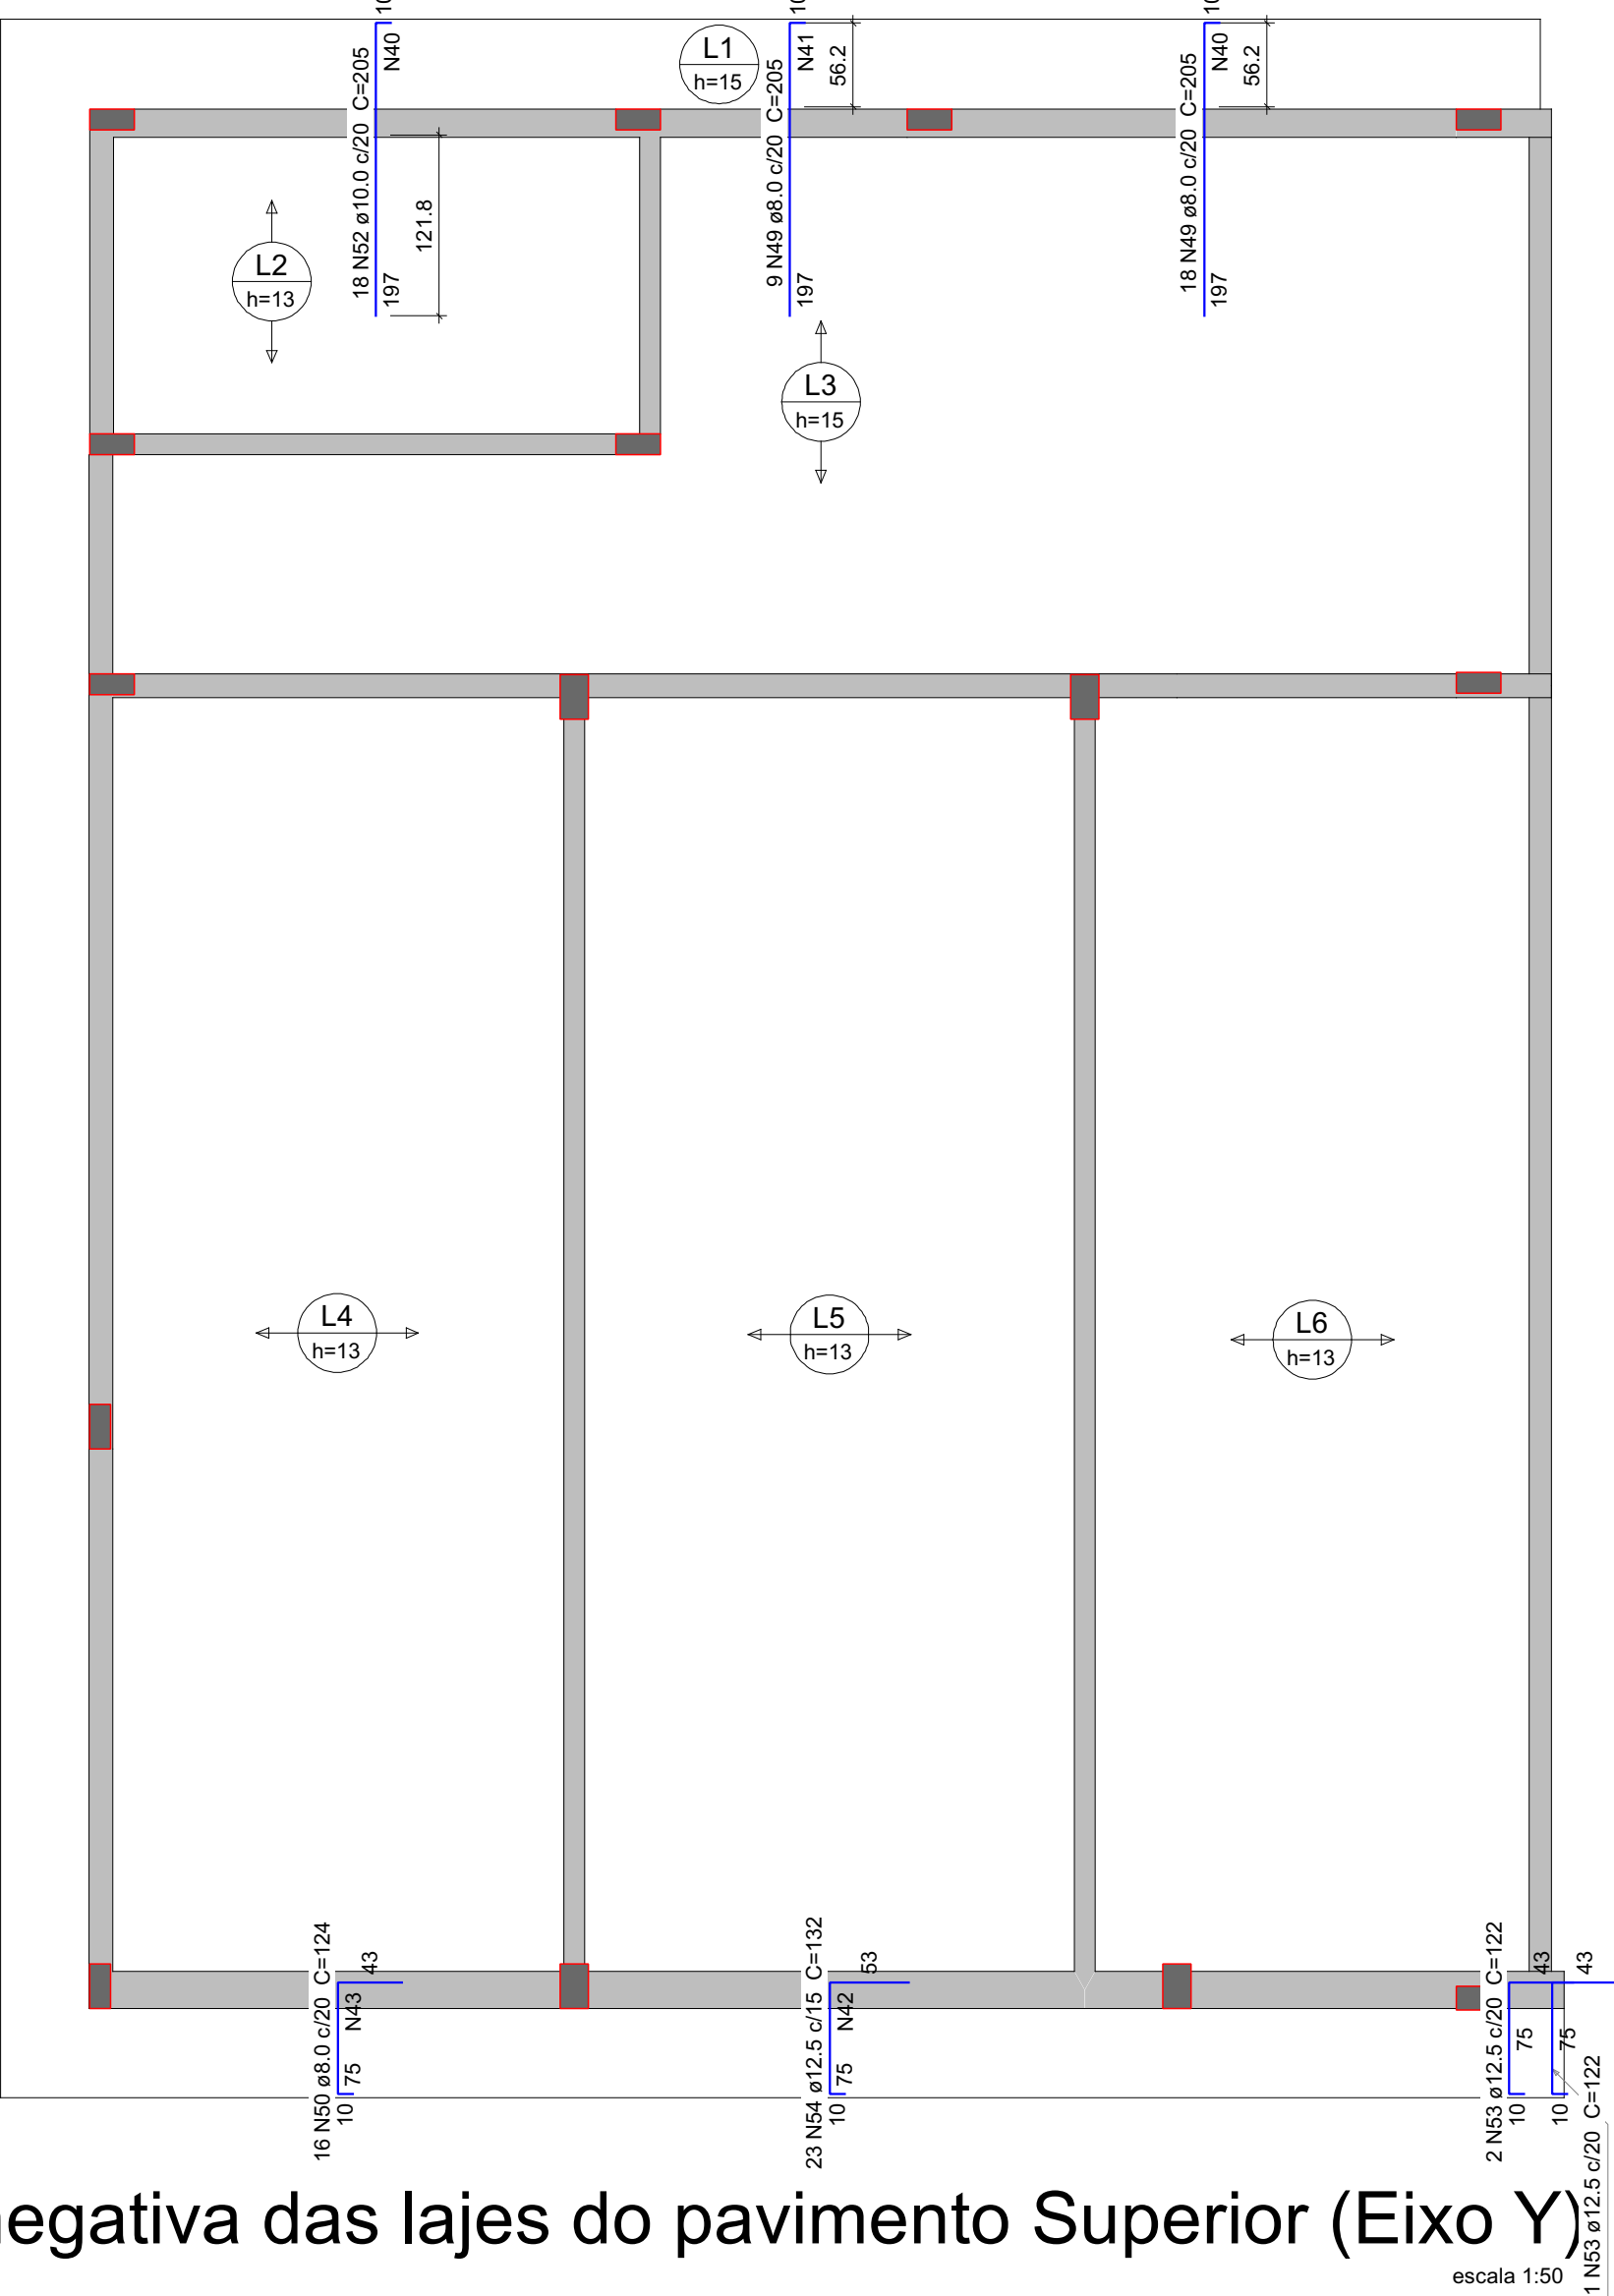 10
N40
18 N52 ø10.0 c/20 C=205
197
121.8
L1
h=15
10
N41
9 N49 ø8.0 c/20 C=205
197
56.2
10
N40
18 N49 ø8.0 c/20 C=205
197
56.2
L2
h=13
L3
h=15
L4
h=13
L5
h=13
L6
h=13
16 N50 ø8.0 c/20 C=124
43
N43
75
10
23 N54 ø12.5 c/15 C=132
53
N42
75
10
2 N53 ø12.5 c/20 C=122
43
75
10
43
75
10
1 N53 ø12.5 c/20 C=122
negativa das lajes do pavimento Superior (Eixo Y)
escala 1:50